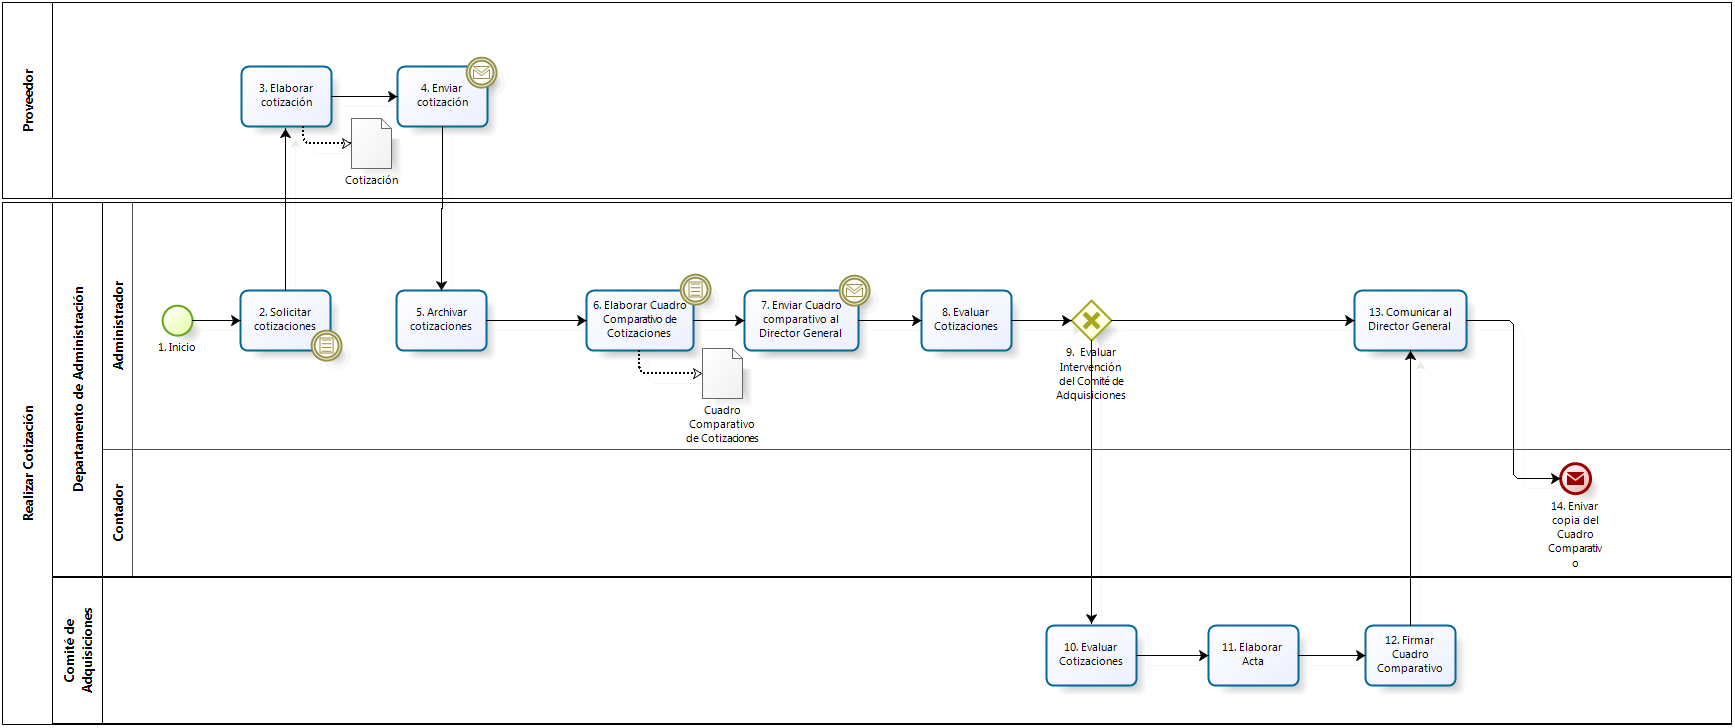 Proveedor
3. Elaborar
cotización
4. Enviar
cotización
Cotización
Realizar Cotización
Departamento de Administración
Administrador
1. Inicio
2. Solicitar
cotizaciones
5. Archivar
cotizaciones
6. Elaborar Cuadro
Comparativo de
Cotizaciones
Cuadro
Comparativo
de Cotizaciones
7. Enviar Cuadro
comparativo al
Director General
8. Evaluar
Cotizaciones
9. Evaluar
Intervención
del Comité de
Adquisiciones
13. Comunicar al
Director General
Contador
14. Enivar
copia del
Cuadro
Comparativ
o
Comité de
Adquisiciones
10. Evaluar
Cotizaciones
11. Elaborar
Acta
12. Firmar
Cuadro
Comparativo